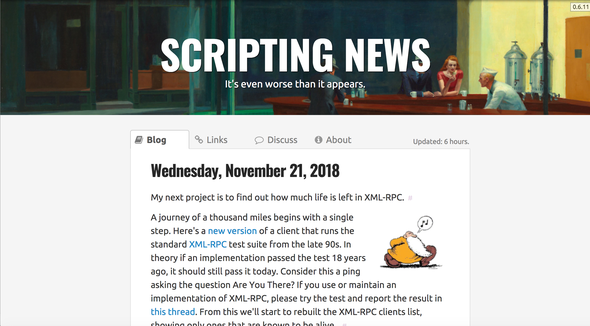 0.6.11
SCRIPTING NEWS
It's even worse than it appears.
Blog Links Discuss About Updated: 6 hours.
Wednesday, November 21, 2018
My next project is to find out how much life is left in XML-RPC.
A journey of a thousand miles begins with a single
step. Here's a new version of a client that runs the
standard XML-RPC test suite from the late 90s. In
theory if an implementation passed the test 18 years
ago, it should still pass it today. Consider this a ping
asking the question Are You There? If you use or maintain an
implementation of XML-RPC, please try the test and report the result in
this thread. From this we'll start to rebuilt the XML-RPC clients list,
showing only ones that are known to be alive.